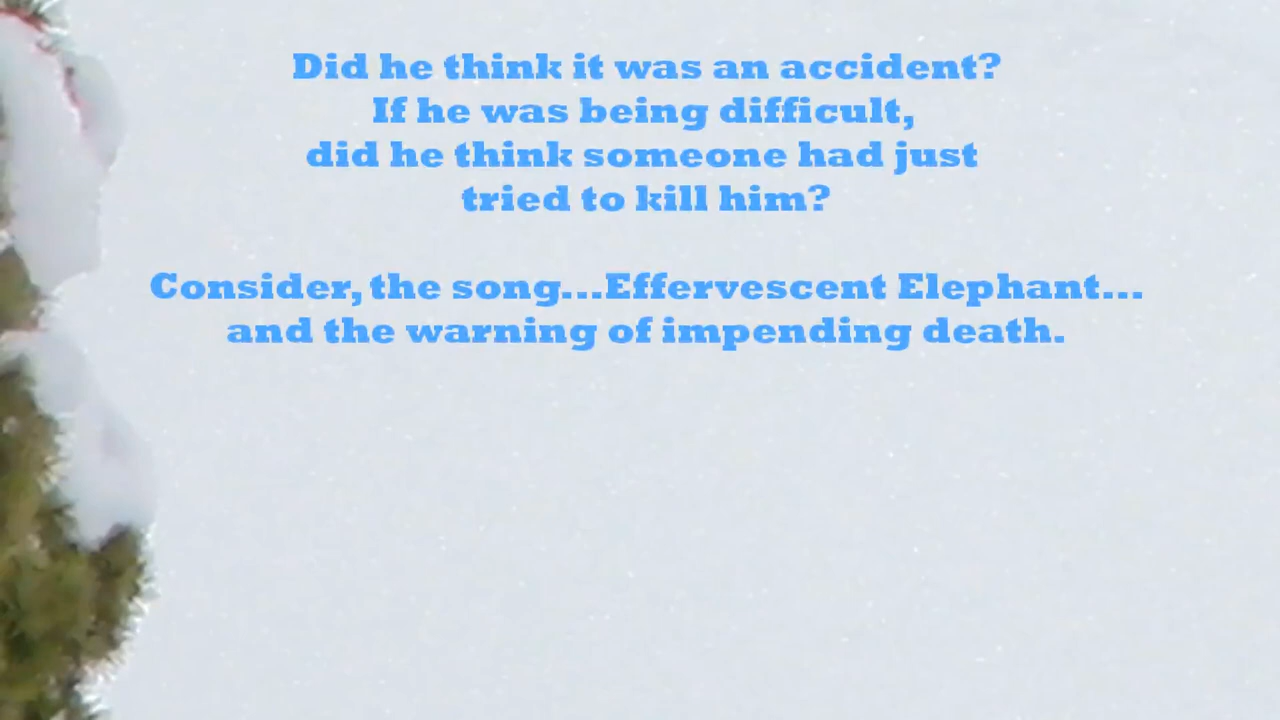 Did he think it was an accident?
If he was being difficult,
did he think someone had just
tried to kill him?
Consider, the song...Effervescent Elephant...
and the warning of impending death.